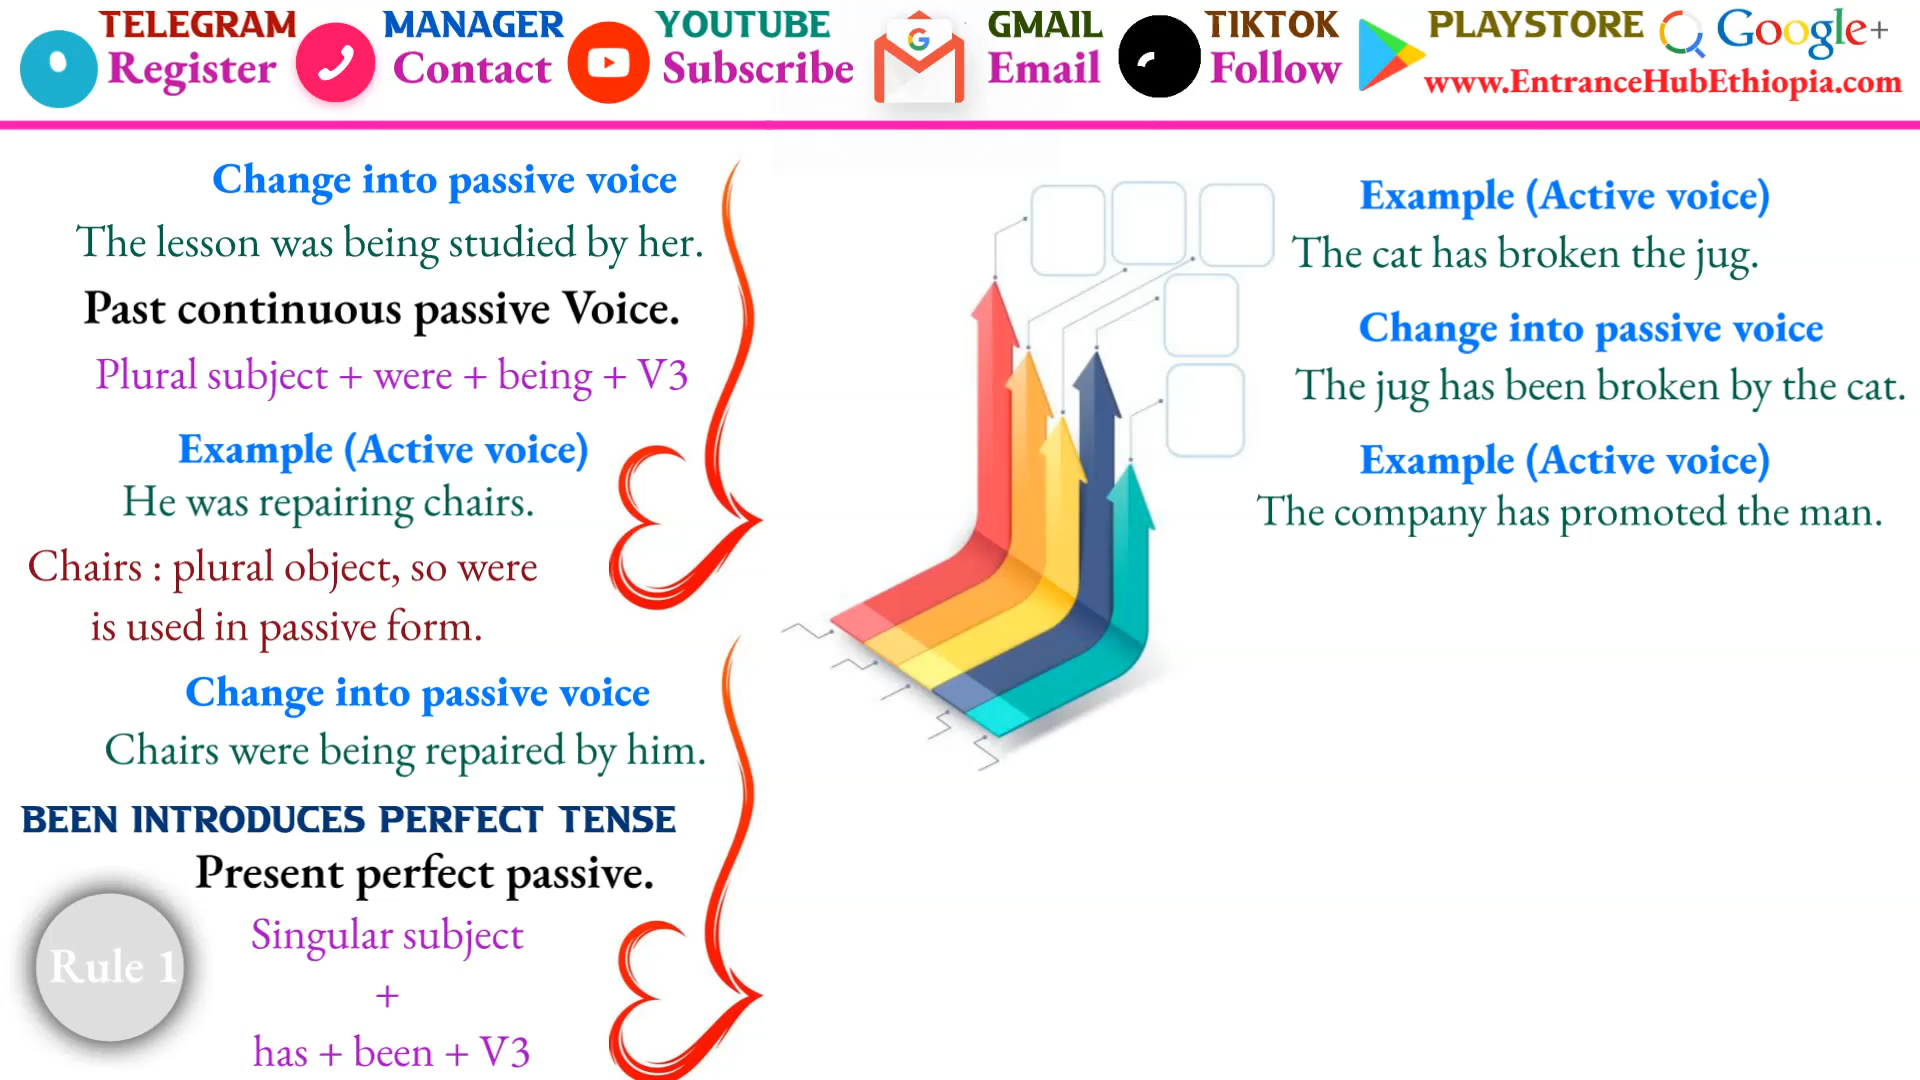 TELEGRAM
Register
MANAGER
Contact
YOUTUBE
Subscribe
G
GMAIL
Email
TIKTOK
Follow
PLAYSTORE
Google+
www.EntranceHubEthiopia.com
Change into passive voice
The lesson was being studied by her.
Past continuous passive Voice.
Plural subject + were + being + V3
Example (Active voice)
He was repairing chairs.
Chairs : plural object, so were
is used in passive form.
Change into passive voice
Chairs were being repaired by him.
BEEN INTRODUCES PERFECT TENSE
Present perfect passive.
Rule 1
Singular subject
+
has + been + V3
Example (Active voice)
The cat has broken the jug.
Change into passive voice
The jug has been broken by the cat.
Example (Active voice)
The company has promoted the man.